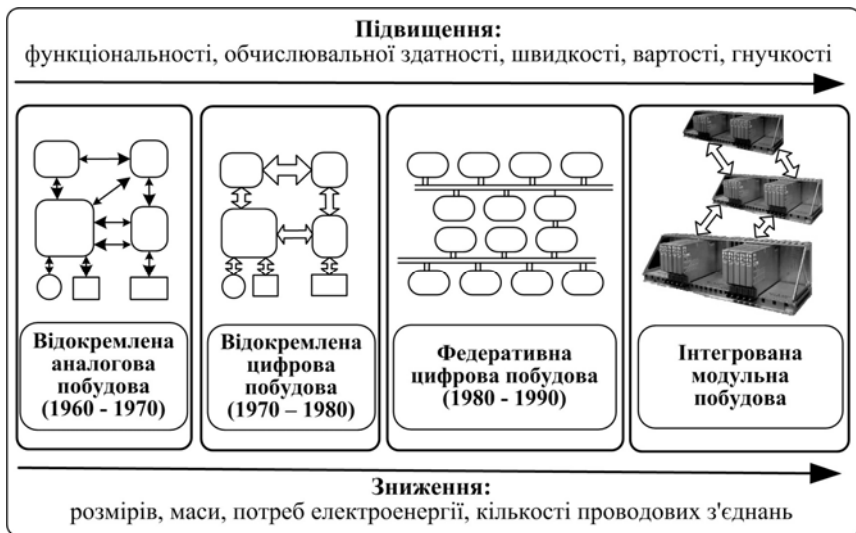 Підвищення:
функціональності, обчислювальної здатності, швидкості, вартості, гнучкості
Відокремлена
аналогова
побудова
(1960 - 1970)
Відокремлена
цифрова
побудова
(1970 – 1980)
Федеративна
цифрова побудова
(1980 - 1990)
Інтегрована
модульна
побудова
Зниження:
розмірів, маси, потреб електроенергії, кількості проводових з'єднань